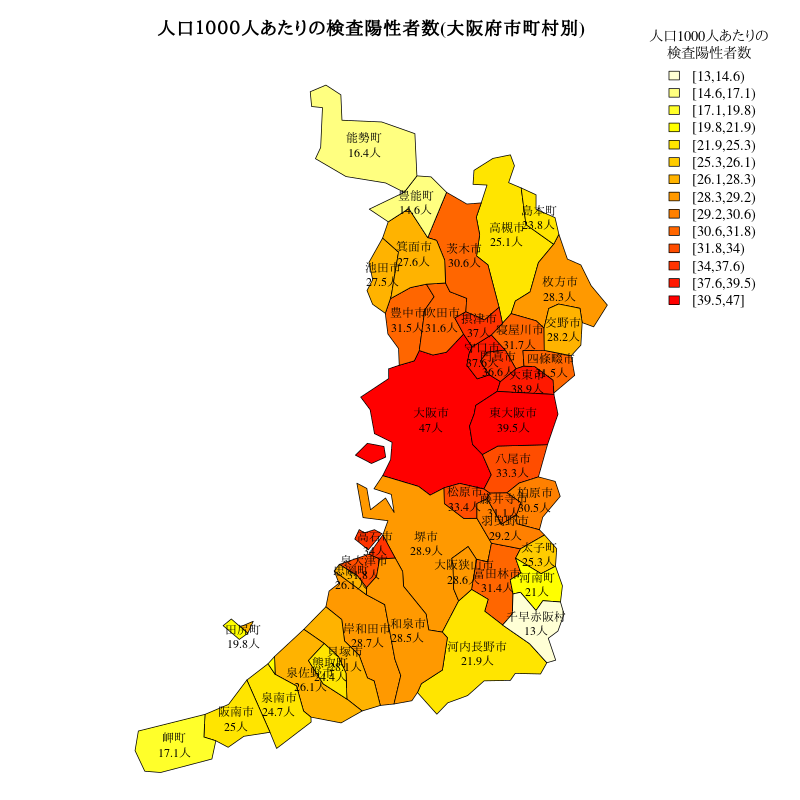 人口1000人あたりの検査陽性者数(大阪府市町村別)
人口1000人あたりの
検査陽性者数
[13,14.6)
[14.6,17.1)
[17.1,19.8)
[19.8,21.9)
[21.9,25.3)
[25.3,26.1)
[26.1,28.3)
[28.3,29.2)
[29.2,30.6)
[30.6,31.8)
[31.8,34)
[34,37.6)
[37.6,39.5)
[39.5,47]
能勢町
16.4人
豊能町
14.6人
島本町
23.8人
高槻市
25.1人
茨木市
30.6人
箕面市
27.6人
池田市
27.5人
枚方市
28.3人
豊中市
31.5人
吹田市
31.6人
摂津市
37人
寝屋川市
31.7人
交野市
28.2人
守口市
37.6人
門真市
36.6人
四條畷市
31.5人
大東市
38.9人
大阪市
47人
東大阪市
39.5人
八尾市
33.3人
松原市
33.4人
藤井寺市
31.1人
柏原市
30.5人
羽曳野市
29.2人
高石市
34人
堺市
28.9人
太子町
25.3人
泉大津市
31.8人
忠岡町
26.1人
大阪狭山市
28.6人
富田林市
31.4人
河南町
21人
千早赤阪村
13人
田尻町
19.8人
岸和田市
28.7人
和泉市
28.5人
河内長野市
21.9人
貝塚市
28.1人
熊取町
24.4人
泉佐野市
26.1人
泉南市
24.7人
阪南市
25人
岬町
17.1人